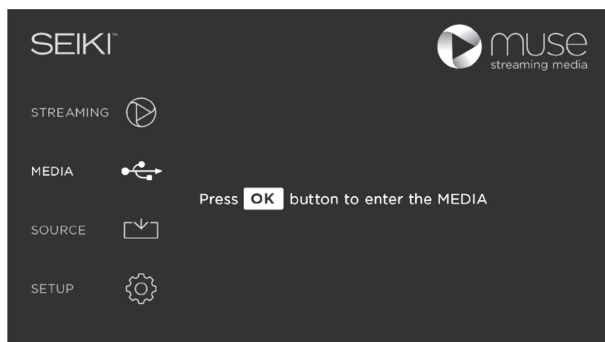 SEIKI™
muse
streaming media
STREAMING
MEDIA
Press OK button to enter the MEDIA
SOURCE
SETUP